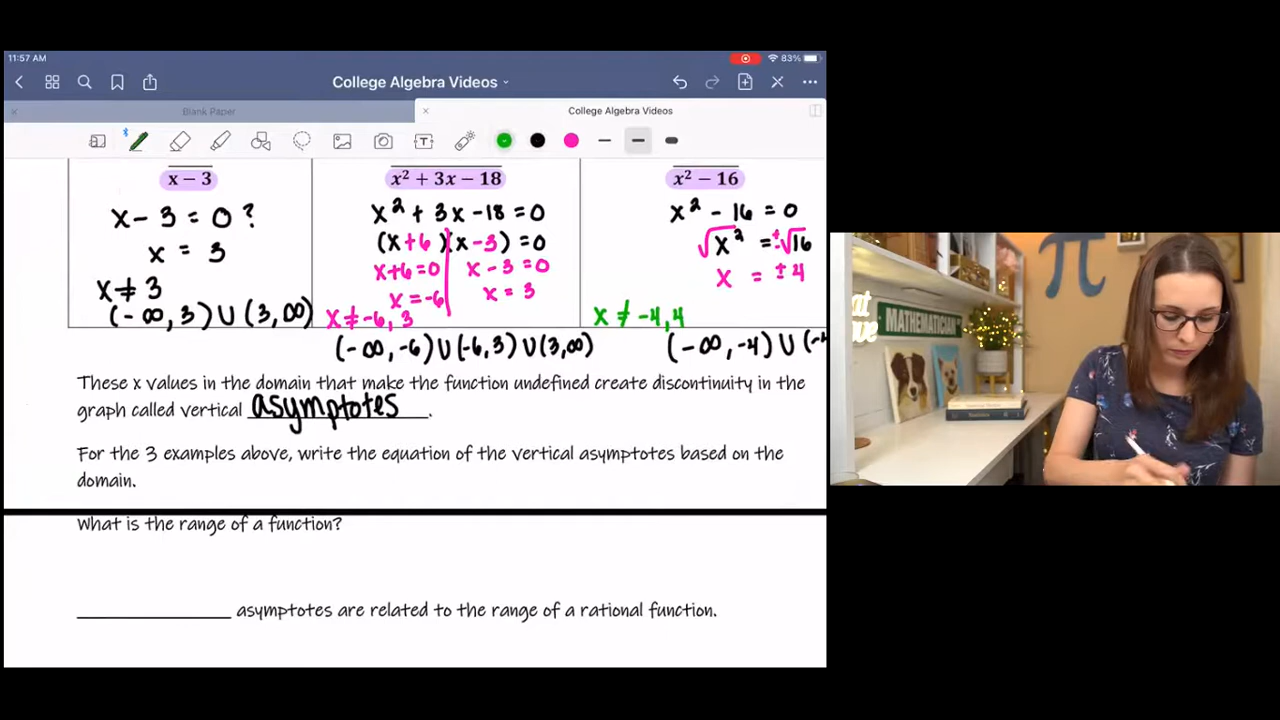 11:57 AM
83%
College Algebra Videos
Blank Paper
College Algebra Videos
x − 3
x² + 3x − 18
x² − 16
x - 3 = 0 ?
x = 3
x ≠ 3
(-∞, 3) ∪ (3, ∞)
x² + 3x - 18 = 0
(x + 6)(x - 3) = 0
x + 6 = 0
x - 3 = 0
x = -6
x = 3
x ≠ -6, 3
(-∞, -6) ∪ (-6, 3) ∪ (3, ∞)
x² - 16 = 0
√x² = ±√16
x = ± 4
x ≠ -4, 4
(-∞, -4) ∪ (-4
These x values in the domain that make the function undefined create discontinuity in the
graph called vertical asymptotes.
For the 3 examples above, write the equation of the vertical asymptotes based on the
domain.
What is the range of a function?
______________ asymptotes are related to the range of a rational function.
MATHEMATICIAN
π